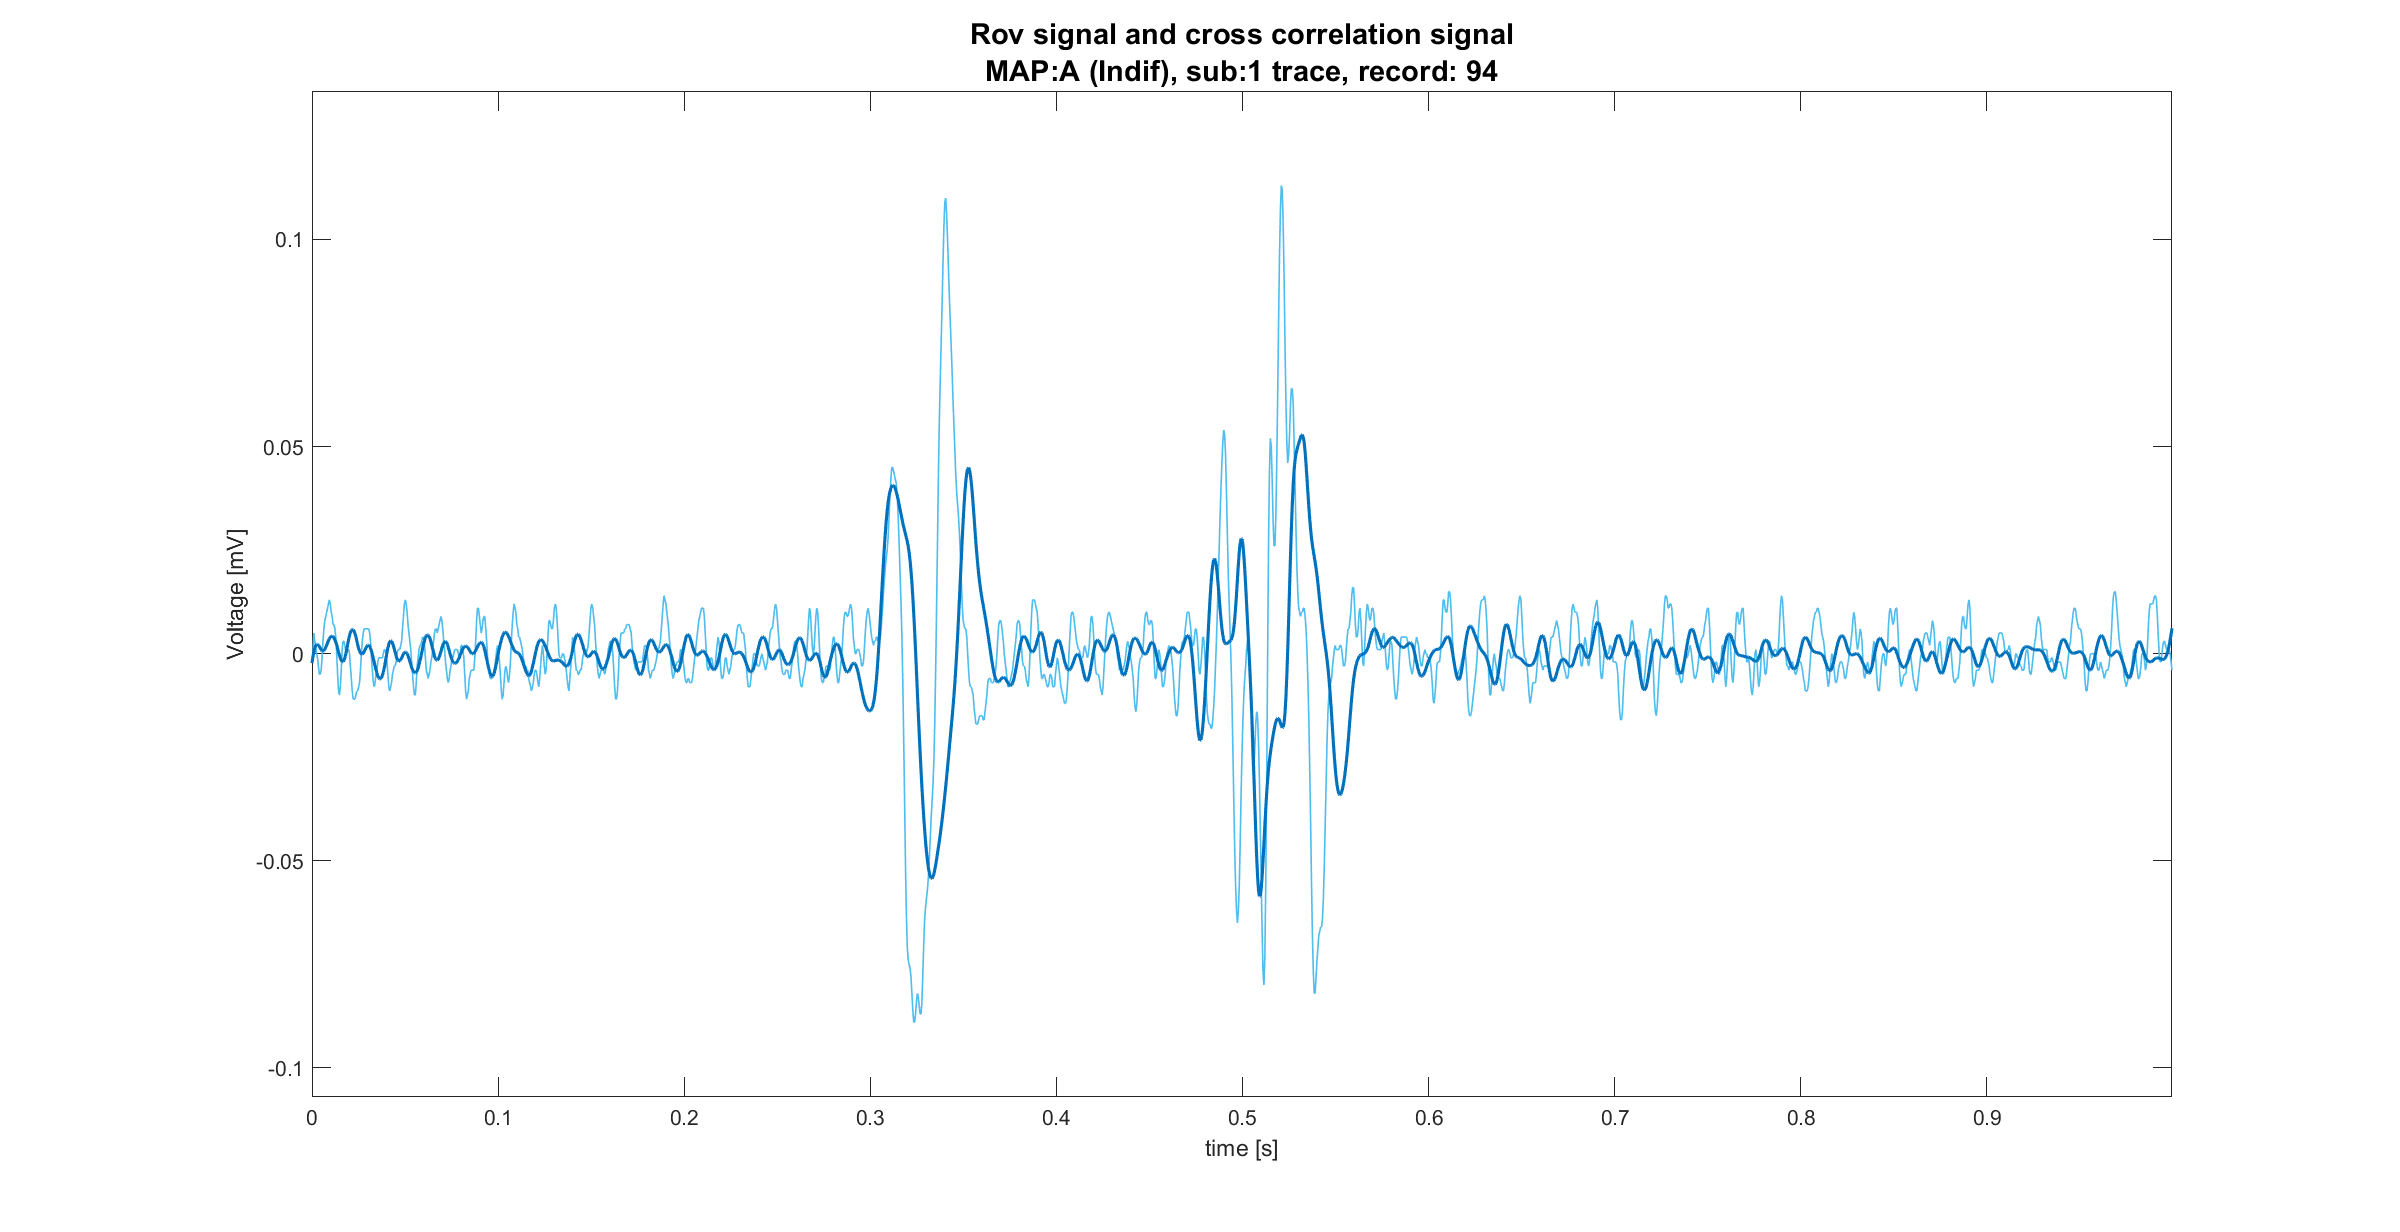 Rov signal and cross correlation signal
MAP:A (Indif), sub:1 trace, record: 94
Voltage [mV]
0.1
0.05
0
-0.05
-0.1
0 0.1 0.2 0.3 0.4 0.5 0.6 0.7 0.8 0.9
time [s]